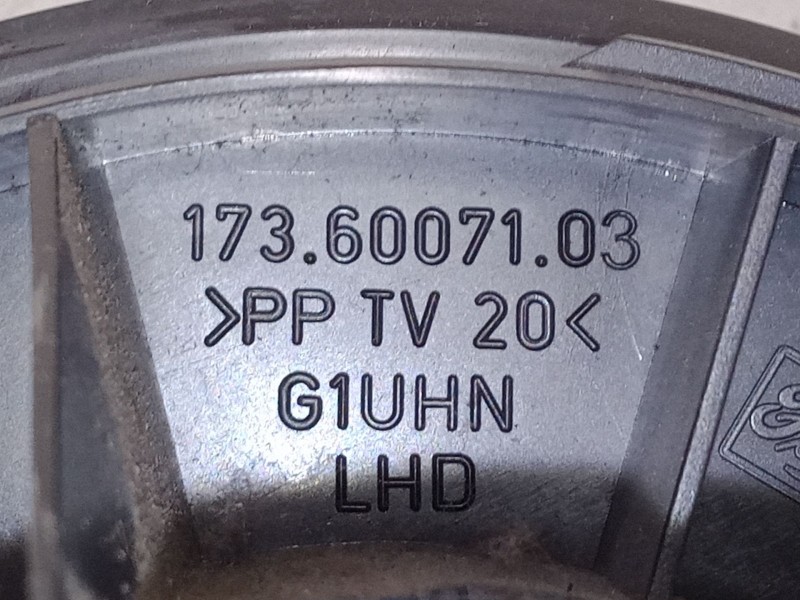 173.60071.03
>PP TV 20<
G1UHN
LHD